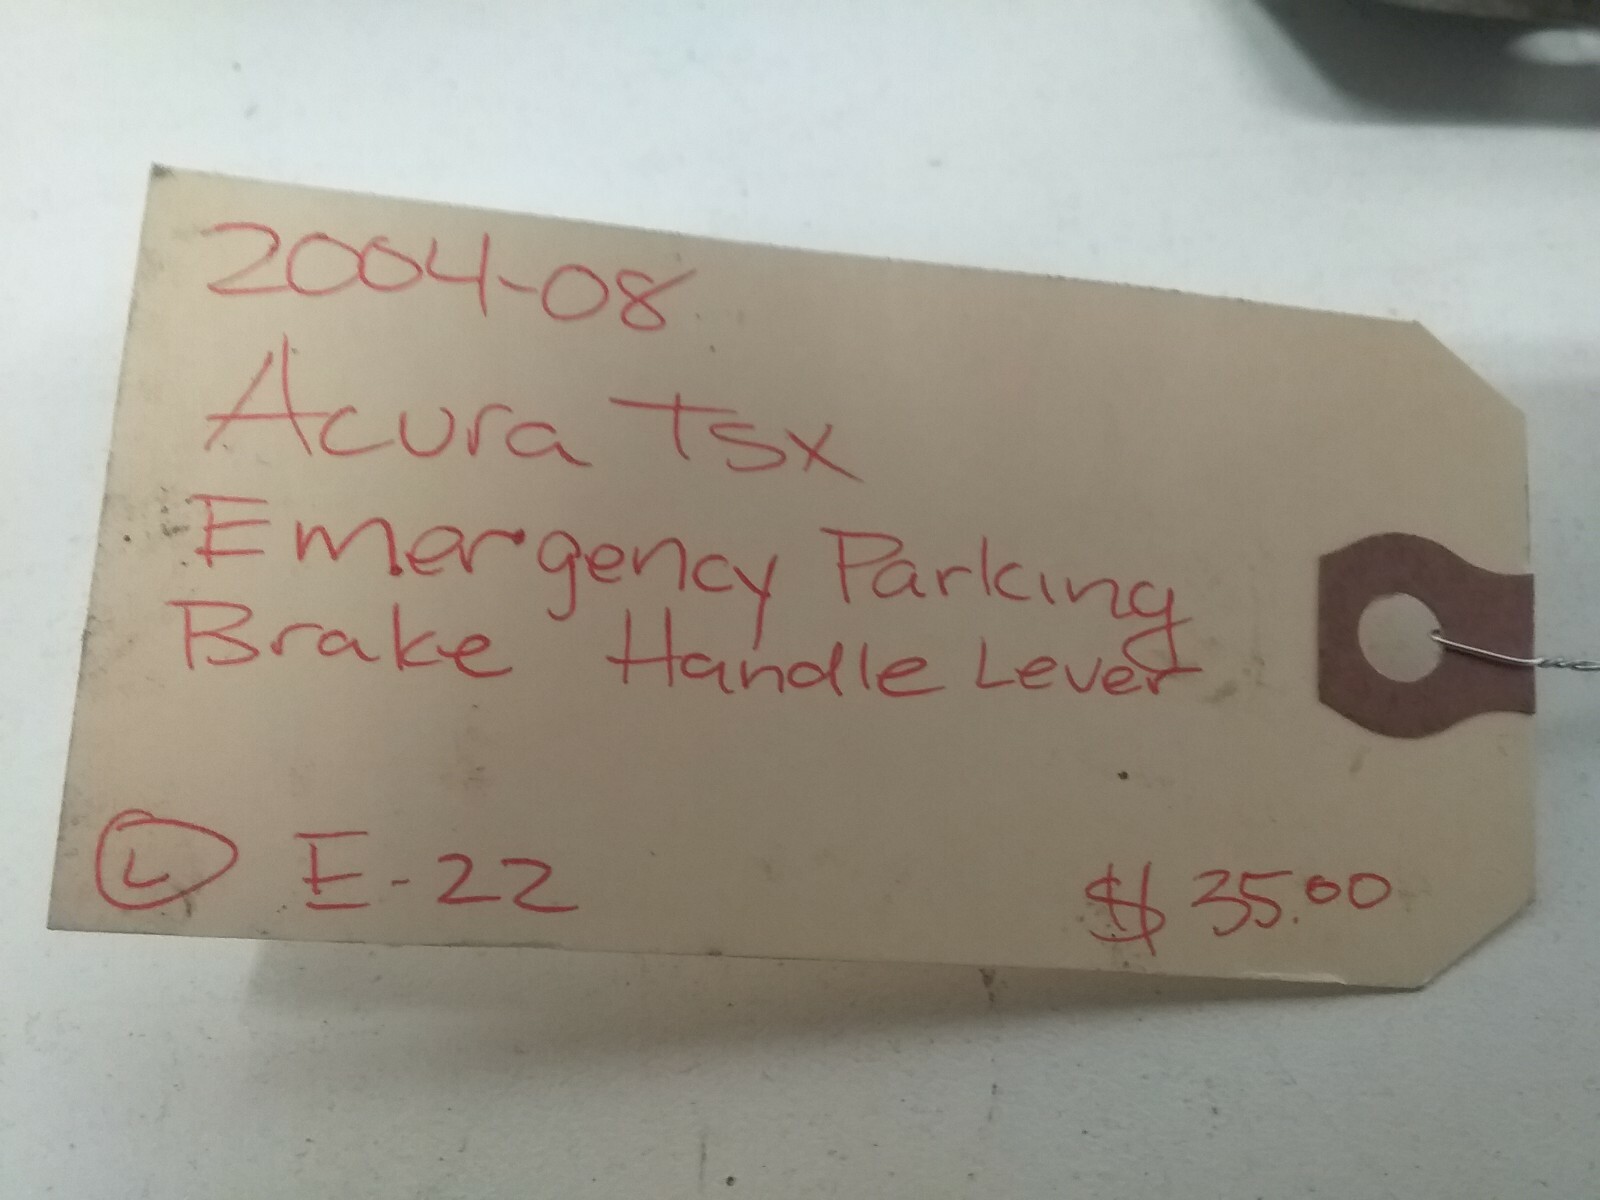 2004-08
Acura TSX
Emergency Parking
Brake Handle Lever
L E-22 $35.00